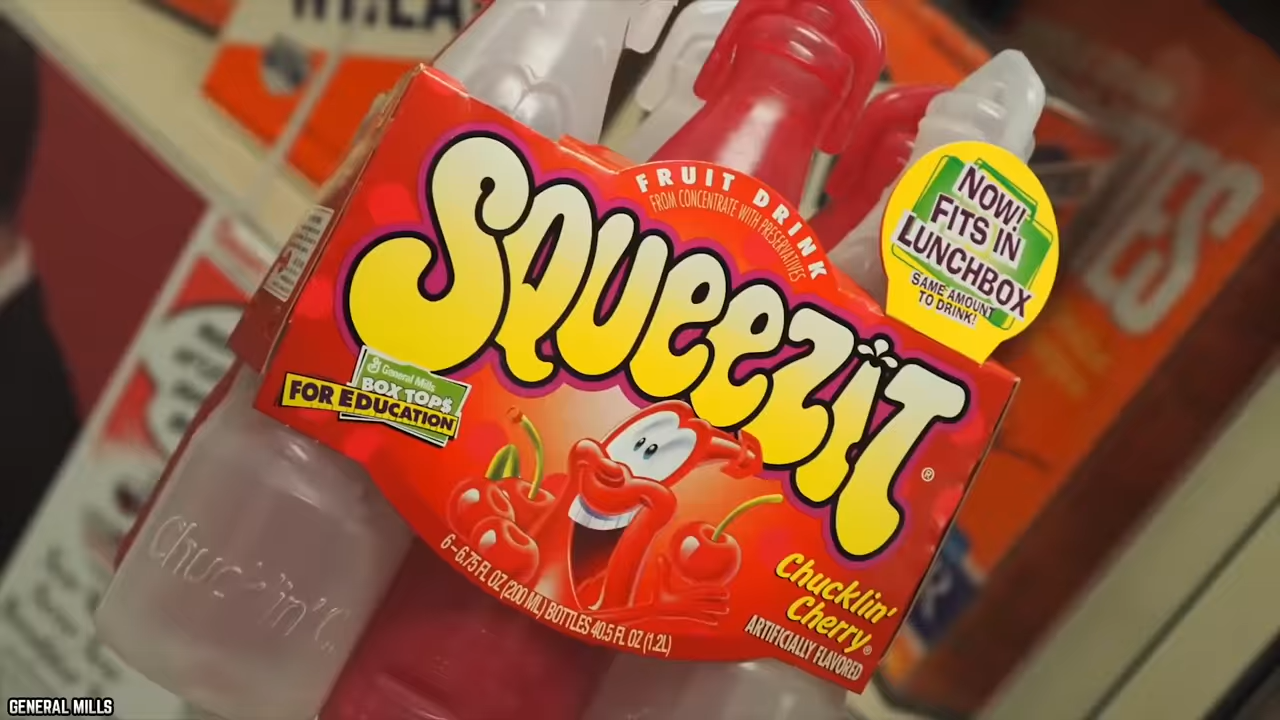 FRUIT DRINK
FROM CONCENTRATE WITH PRESERVATIVES
SQUEEZIT
®
NOW!
FITS IN
LUNCHBOX
SAME AMOUNT
TO DRINK!
General Mills
BOX TOPS
FOR EDUCATION
6-6.75 FL OZ (200 ML) BOTTLES 40.5 FL OZ (1.2L)
Chucklin'
Cherry®
ARTIFICIALLY FLAVORED
GENERAL MILLS